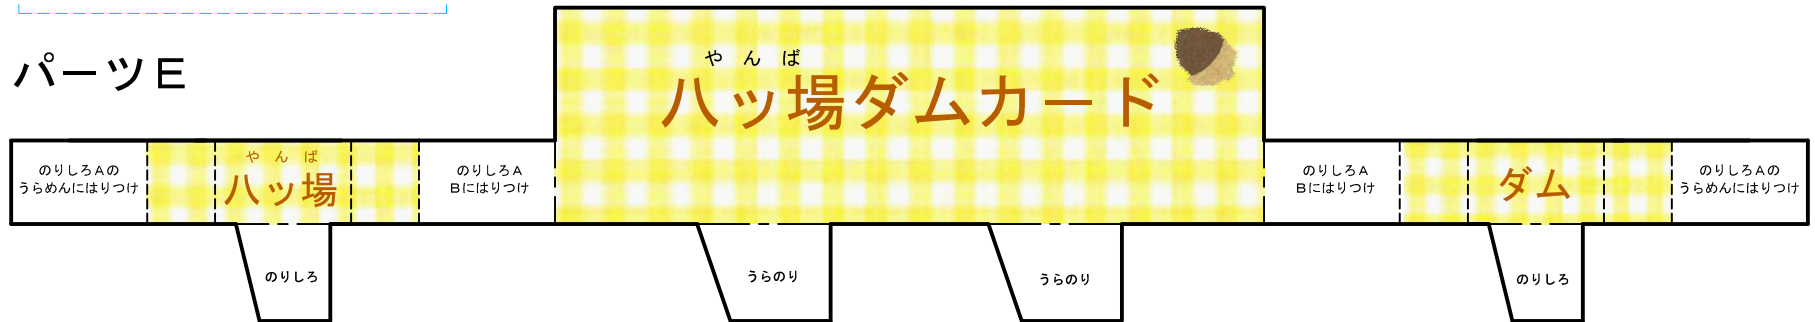 パーツE
やんば
八ッ場ダムカード
のりしろAの
うらめんにはりつけ
やんば
八ッ場
のりしろA
Bにはりつけ
のりしろA
Bにはりつけ
ダム
のりしろAの
うらめんにはりつけ
のりしろ
うらのり
うらのり
のりしろ